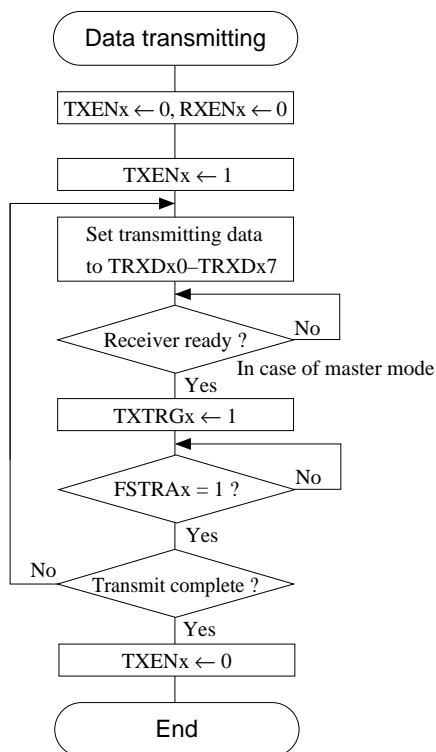 Data transmitting
TXENx ← 0, RXENx ← 0
TXENx ← 1
Set transmitting data
to TRXDx0–TRXDx7
Receiver ready ?
No
In case of master mode
Yes
TXTRGx ← 1
FSTRAx = 1 ?
No
Yes
No
Transmit complete ?
Yes
TXENx ← 0
End